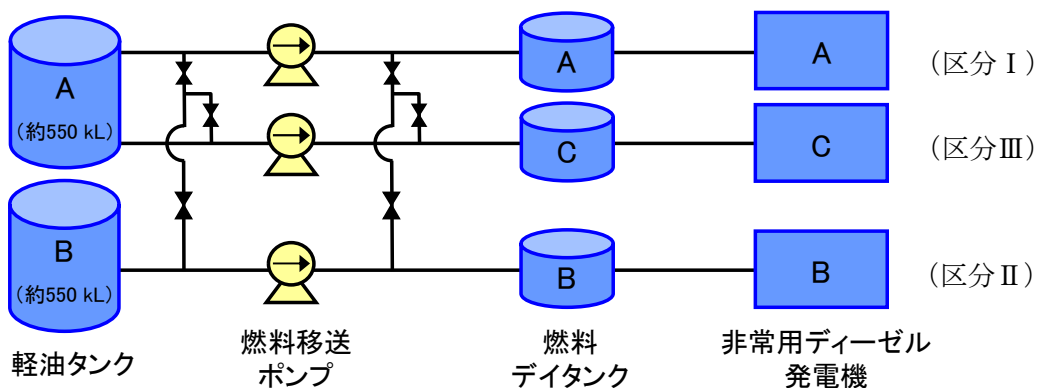 A
(約550 kL)
A
A
(区分Ⅰ)
C
C
(区分Ⅲ)
B
(約550 kL)
B
B
(区分Ⅱ)
軽油タンク
燃料移送
ポンプ
燃料
デイタンク
非常用ディーゼル
発電機